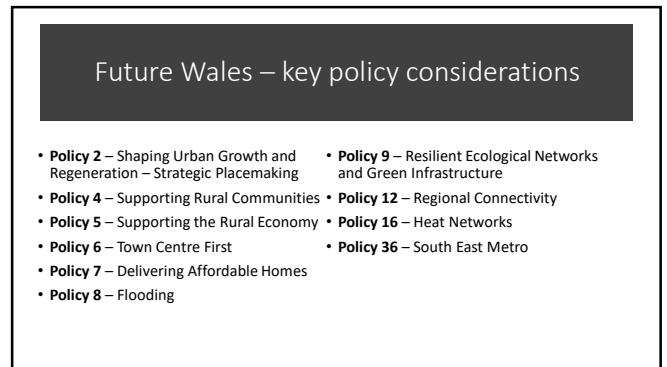 Future Wales – key policy considerations
• Policy 2 – Shaping Urban Growth and
Regeneration – Strategic Placemaking
• Policy 4 – Supporting Rural Communities
• Policy 5 – Supporting the Rural Economy
• Policy 6 – Town Centre First
• Policy 7 – Delivering Affordable Homes
• Policy 8 – Flooding
• Policy 9 – Resilient Ecological Networks
and Green Infrastructure
• Policy 12 – Regional Connectivity
• Policy 16 – Heat Networks
• Policy 36 – South East Metro